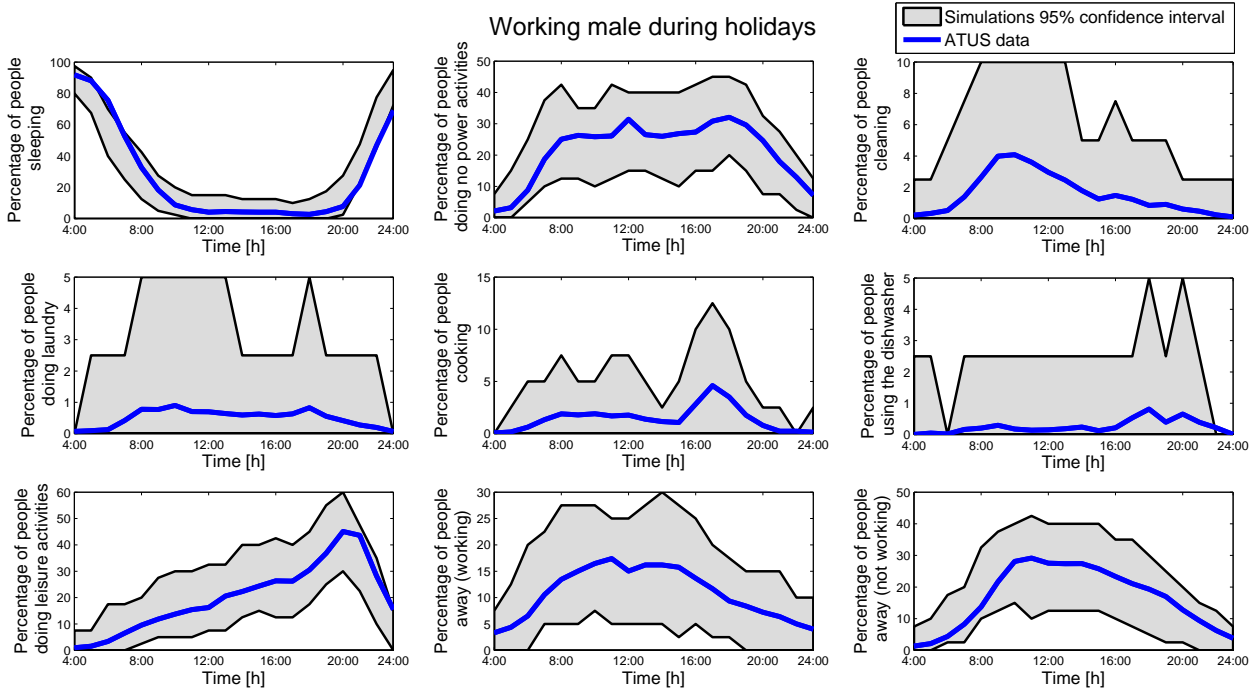 Working male during holidays
Simulations 95% confidence interval
ATUS data
Percentage of people
sleeping
100
80
60
40
20
0
4:00 8:00 12:00 16:00 20:00 24:00
Time [h]
Percentage of people
doing no power activities
50
40
30
20
10
0
4:00 8:00 12:00 16:00 20:00 24:00
Time [h]
Percentage of people
cleaning
10
8
6
4
2
0
4:00 8:00 12:00 16:00 20:00 24:00
Time [h]
Percentage of people
doing laundry
5
4
3
2
1
0
4:00 8:00 12:00 16:00 20:00 24:00
Time [h]
Percentage of people
cooking
15
10
5
0
4:00 8:00 12:00 16:00 20:00 24:00
Time [h]
Percentage of people
using the dishwasher
5
4
3
2
1
0
4:00 8:00 12:00 16:00 20:00 24:00
Time [h]
Percentage of people
doing leisure activities
60
50
40
30
20
10
0
4:00 8:00 12:00 16:00 20:00 24:00
Time [h]
Percentage of people
away (working)
30
25
20
15
10
5
0
4:00 8:00 12:00 16:00 20:00 24:00
Time [h]
Percentage of people
away (not working)
50
40
30
20
10
0
4:00 8:00 12:00 16:00 20:00 24:00
Time [h]